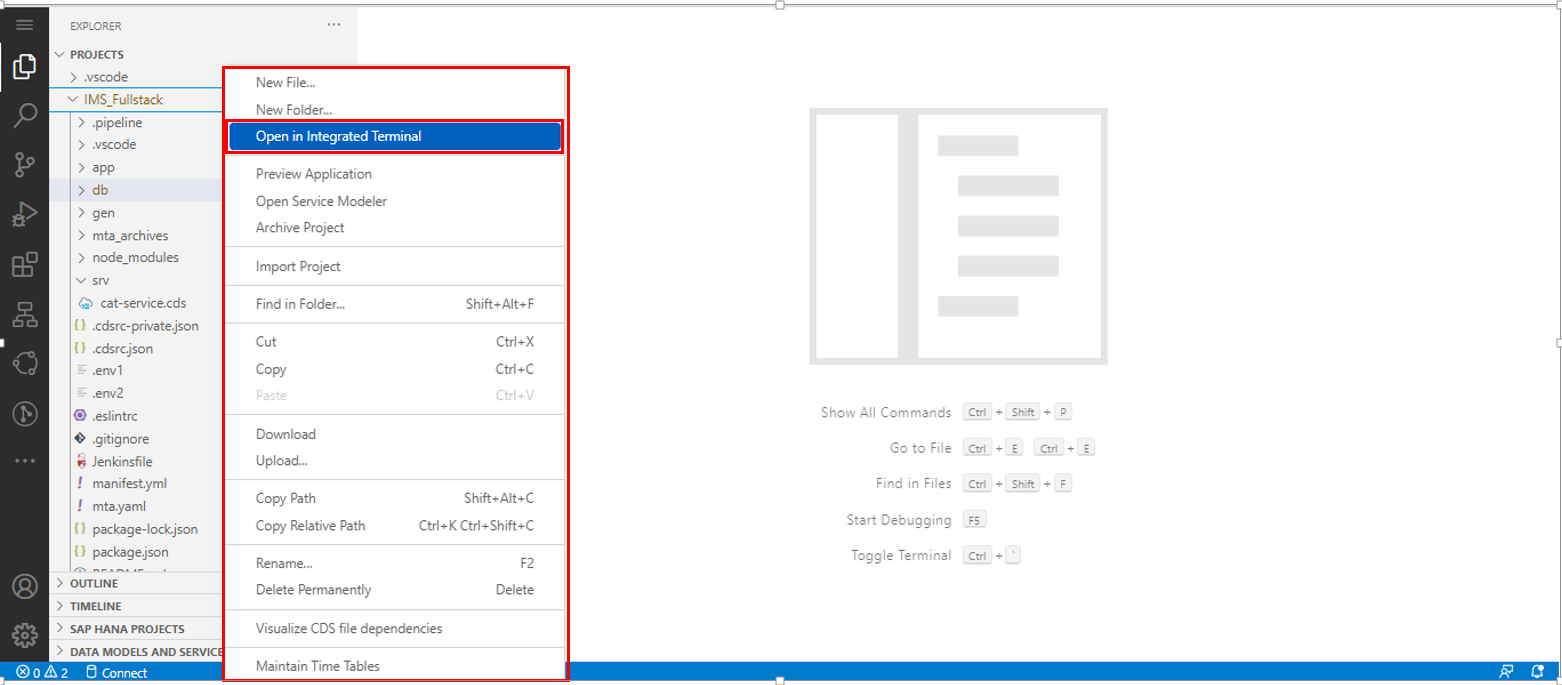 EXPLORER
PROJECTS
.vscode
IMS_Fullstack
.pipeline
.vscode
app
db
gen
mta_archives
node_modules
srv
cat-service.cds
.cdsrc-private.json
.cdsrc.json
.env1
.env2
.eslintrc
.gitignore
Jenkinsfile
manifest.yml
mta.yaml
package-lock.json
package.json
OUTLINE
TIMELINE
SAP HANA PROJECTS
DATA MODELS AND SERVICE
0 2 Connect
New File...
New Folder...
Open in Integrated Terminal
Preview Application
Open Service Modeler
Archive Project
Import Project
Find in Folder... Shift+Alt+F
Cut Ctrl+X
Copy Ctrl+C
Paste Ctrl+V
Download
Upload...
Copy Path Shift+Alt+C
Copy Relative Path Ctrl+K Ctrl+Shift+C
Rename... F2
Delete Permanently Delete
Visualize CDS file dependencies
Maintain Time Tables
Show All Commands Ctrl + Shift + P
Go to File Ctrl + E Ctrl + E
Find in Files Ctrl + Shift + F
Start Debugging F5
Toggle Terminal Ctrl + `